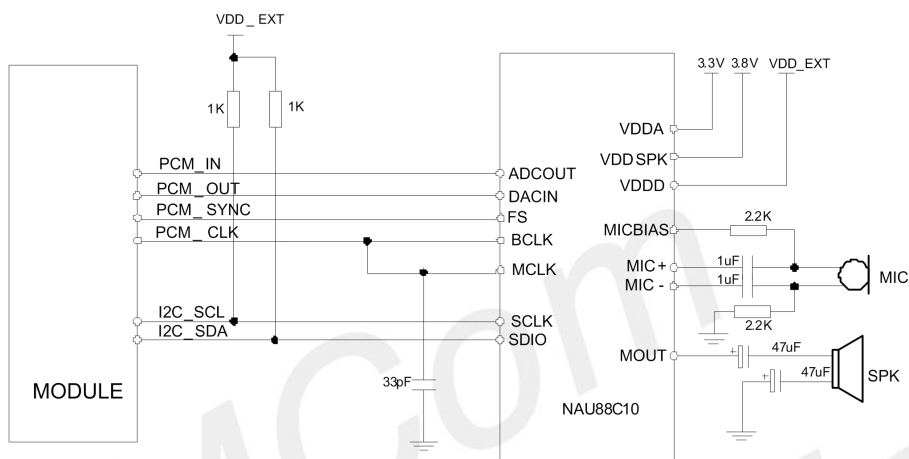 VDD_EXT
1K
1K
MODULE
PCM_IN
PCM_OUT
PCM_SYNC
PCM_CLK
I2C_SCL
I2C_SDA
33pF
ADCOUT
DACIN
FS
BCLK
MCLK
SCLK
SDIO
NAU88C10
3.3V 3.8V VDD_EXT
VDDA
VDD SPK
VDDD
MICBIAS
2.2K
MIC+
1uF
MIC-
1uF
MIC
2.2K
MOUT
47uF
47uF
SPK